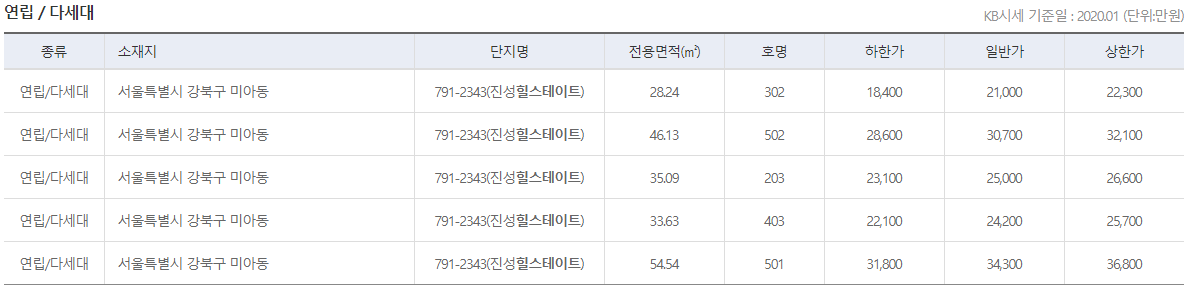 연립 / 다세대
KB시세 기준일 : 2020.01 (단위:만원)
종류 소재지 단지명 전용면적(㎡) 호명 하한가 일반가 상한가
연립/다세대 서울특별시 강북구 미아동 791-2343(진성힐스테이트) 28.24 302 18,400 21,000 22,300
연립/다세대 서울특별시 강북구 미아동 791-2343(진성힐스테이트) 46.13 502 28,600 30,700 32,100
연립/다세대 서울특별시 강북구 미아동 791-2343(진성힐스테이트) 35.09 203 23,100 25,000 26,600
연립/다세대 서울특별시 강북구 미아동 791-2343(진성힐스테이트) 33.63 403 22,100 24,200 25,700
연립/다세대 서울특별시 강북구 미아동 791-2343(진성힐스테이트) 54.54 501 31,800 34,300 36,800